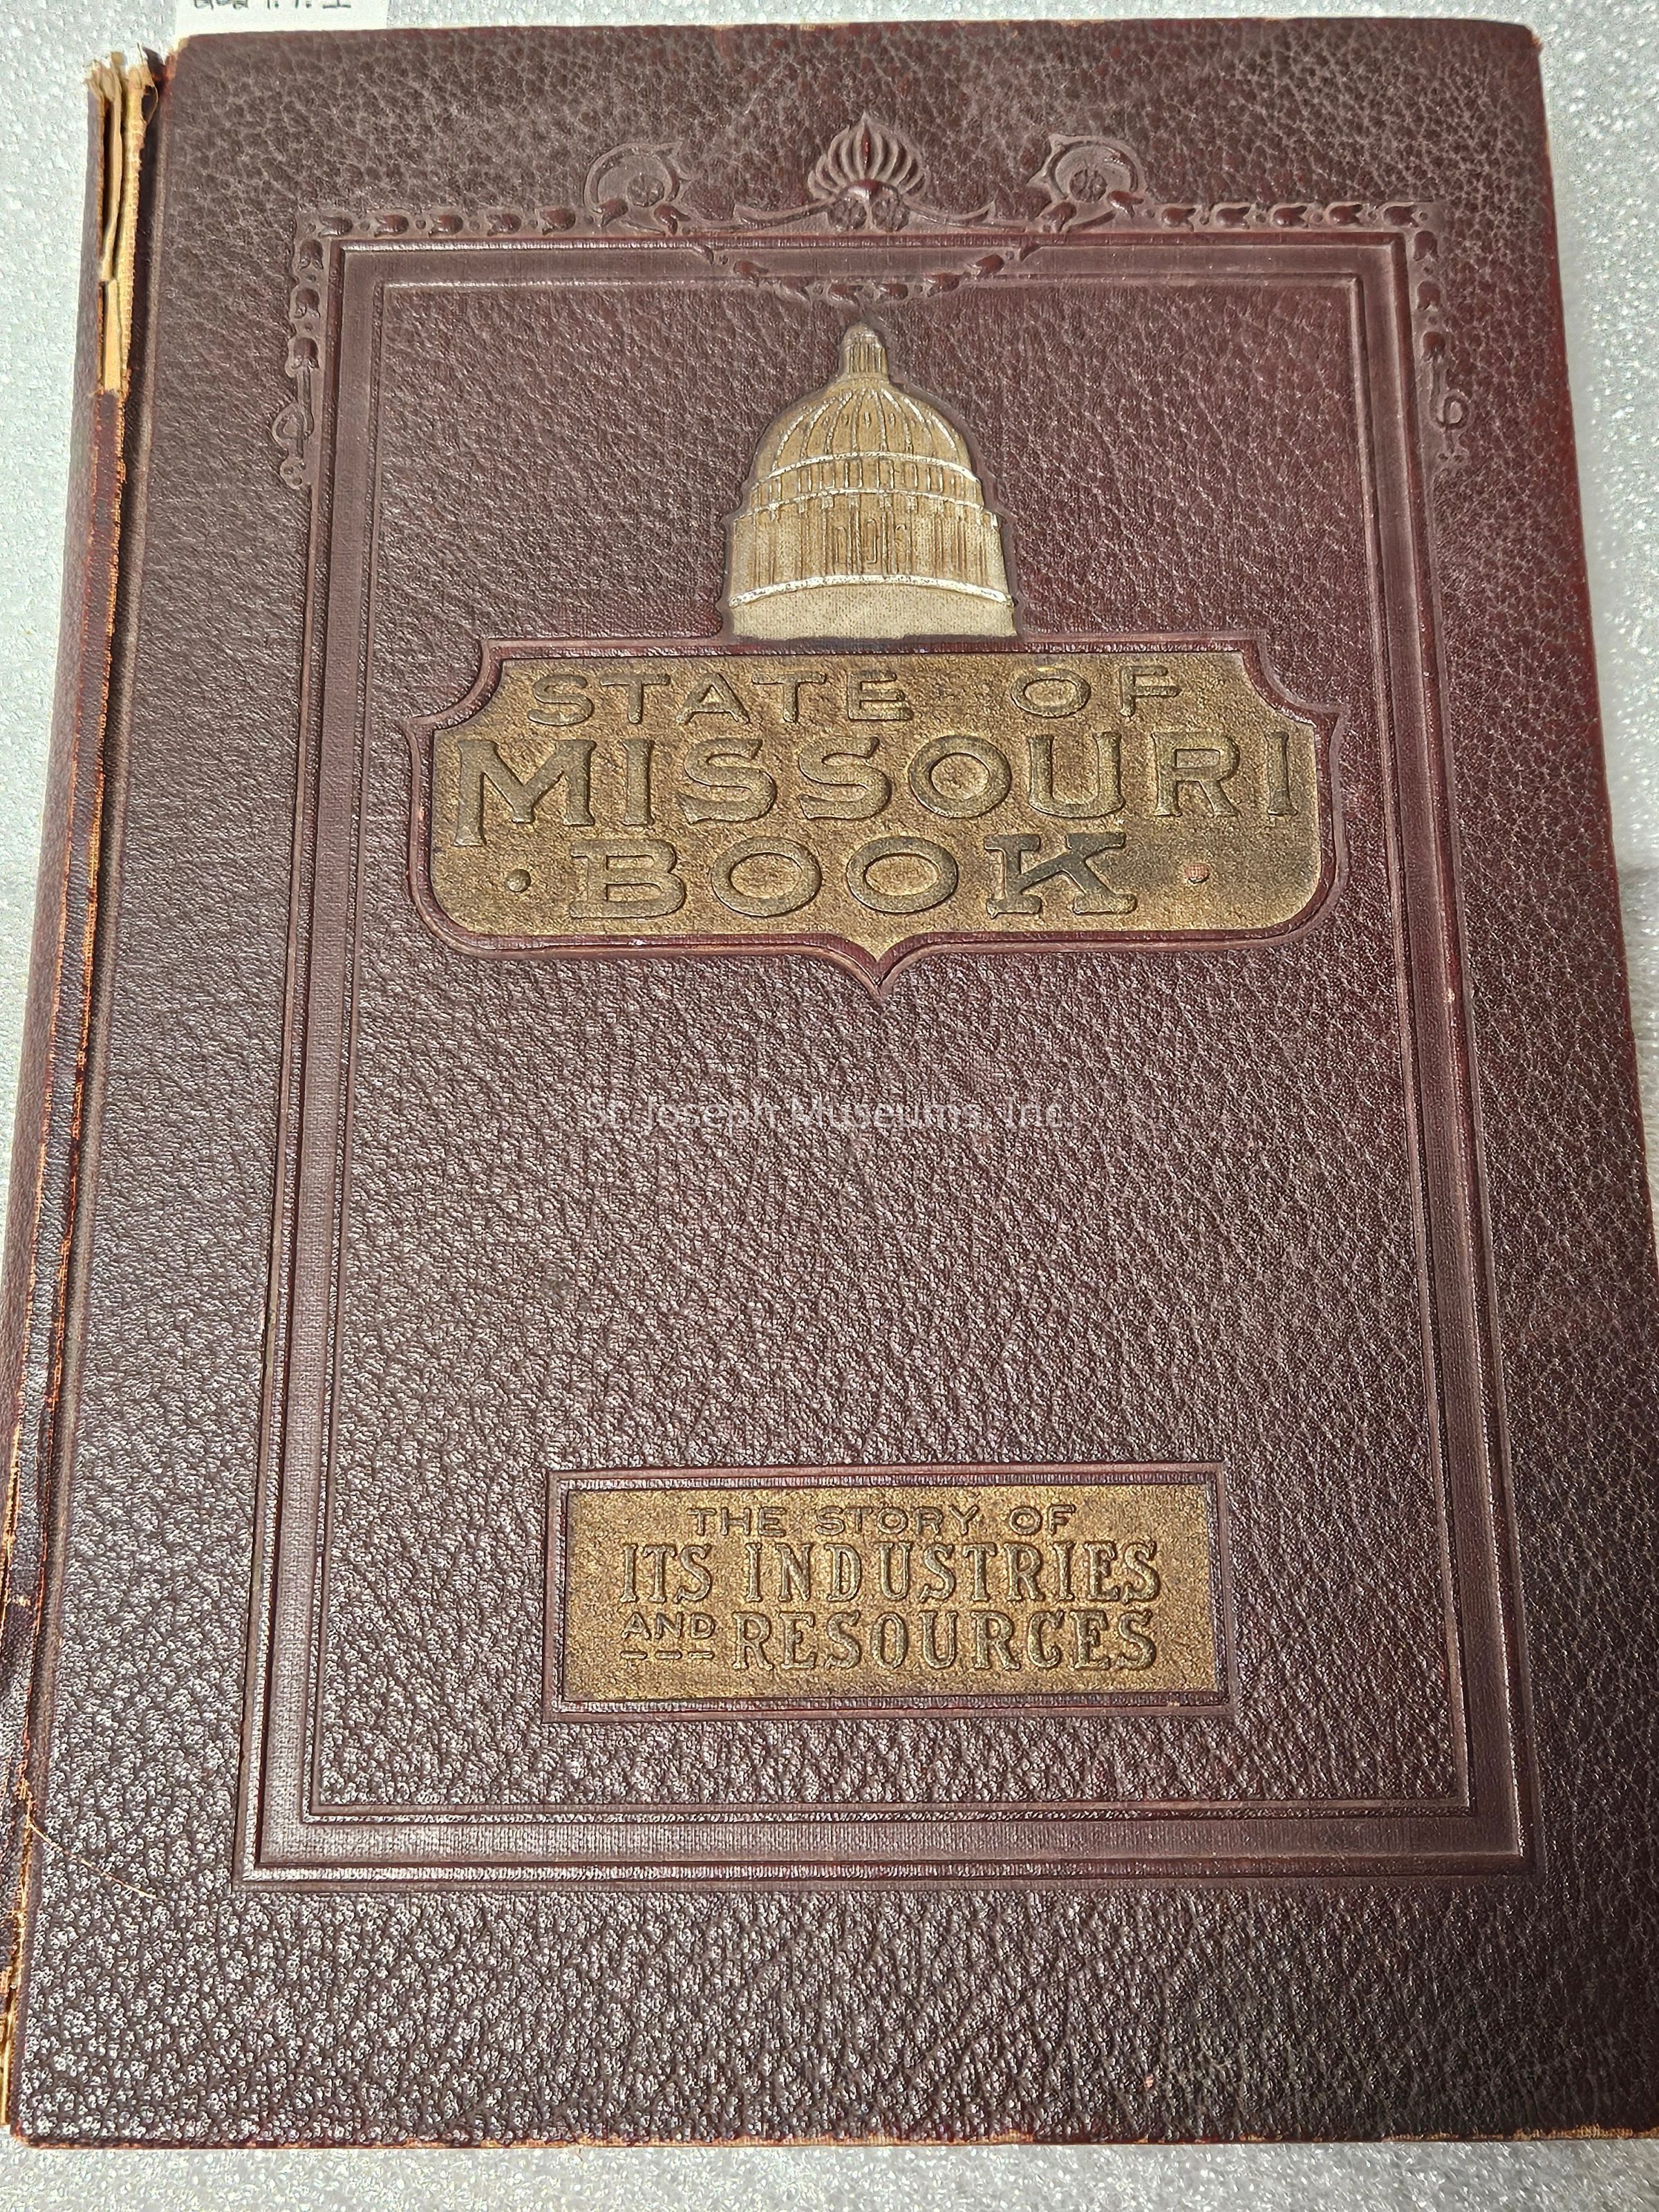 STATE OF
MISSOURI
· BOOK ·
St Joseph Museums, Inc.
THE STORY OF
ITS INDUSTRIES
AND RESOURCES